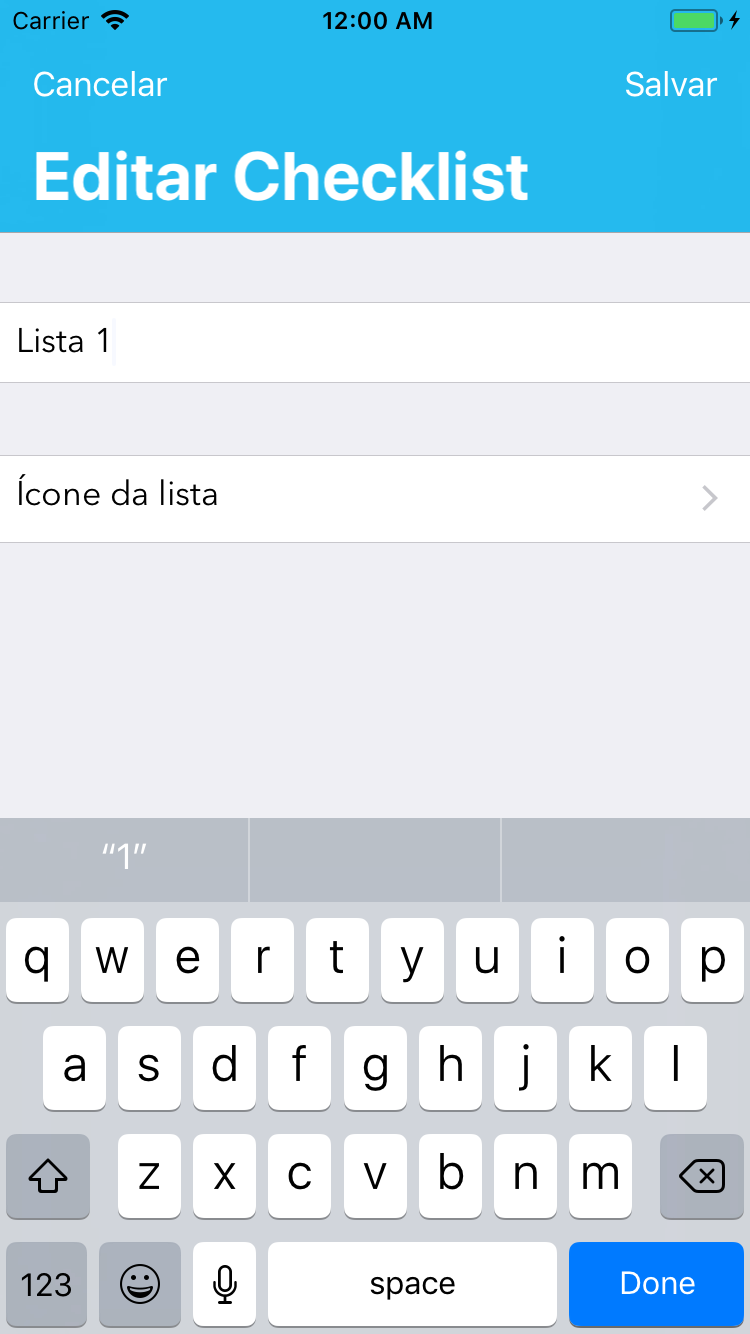 Carrier 12:00 AM
Cancelar Salvar
Editar Checklist
Lista 1
Ícone da lista
“1”
q w e r t y u i o p
a s d f g h j k l
z x c v b n m
123 space Done